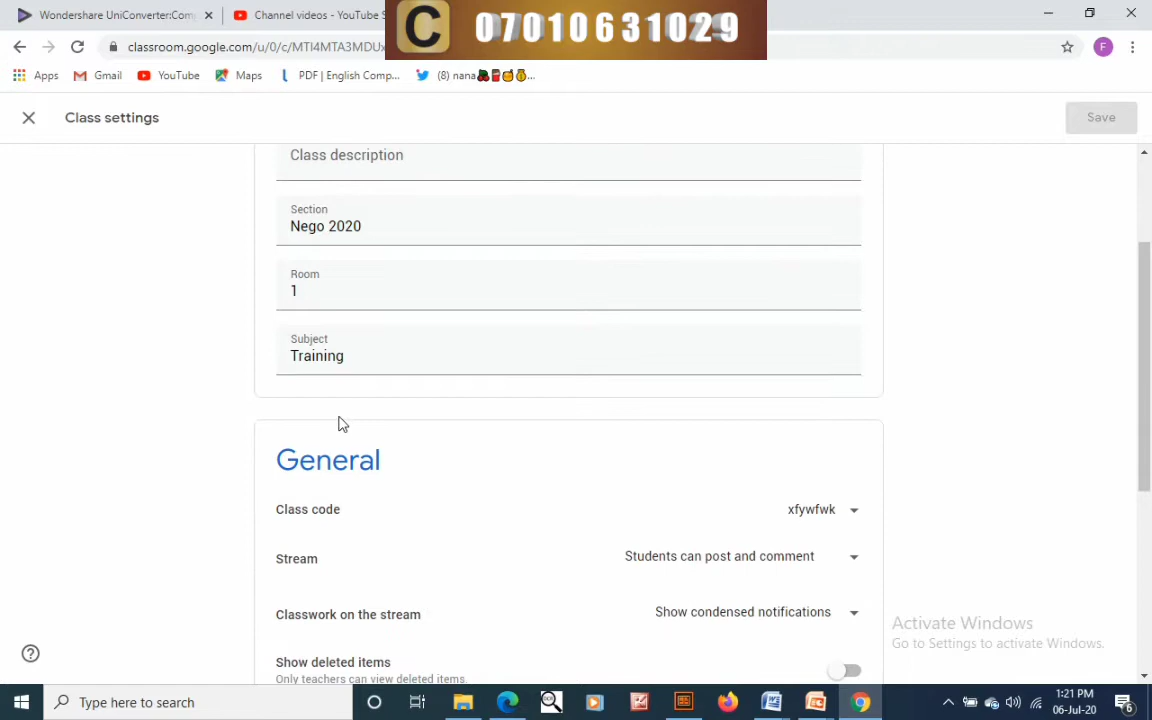 Wondershare UniConverter:Com
Channel videos - YouTube S
C 07010631029
classroom.google.com/u/0/c/MTI4MTA3MDUx
F
Apps Gmail YouTube Maps PDF | English Comp... (8) nana...
Class settings
Save
Class description
Section
Nego 2020
Room
1
Subject
Training
General
Class code xfywfwk
Stream Students can post and comment
Classwork on the stream Show condensed notifications
Show deleted items
Only teachers can view deleted items.
Activate Windows
Go to Settings to activate Windows.
Type here to search
1:21 PM
06-Jul-20
6